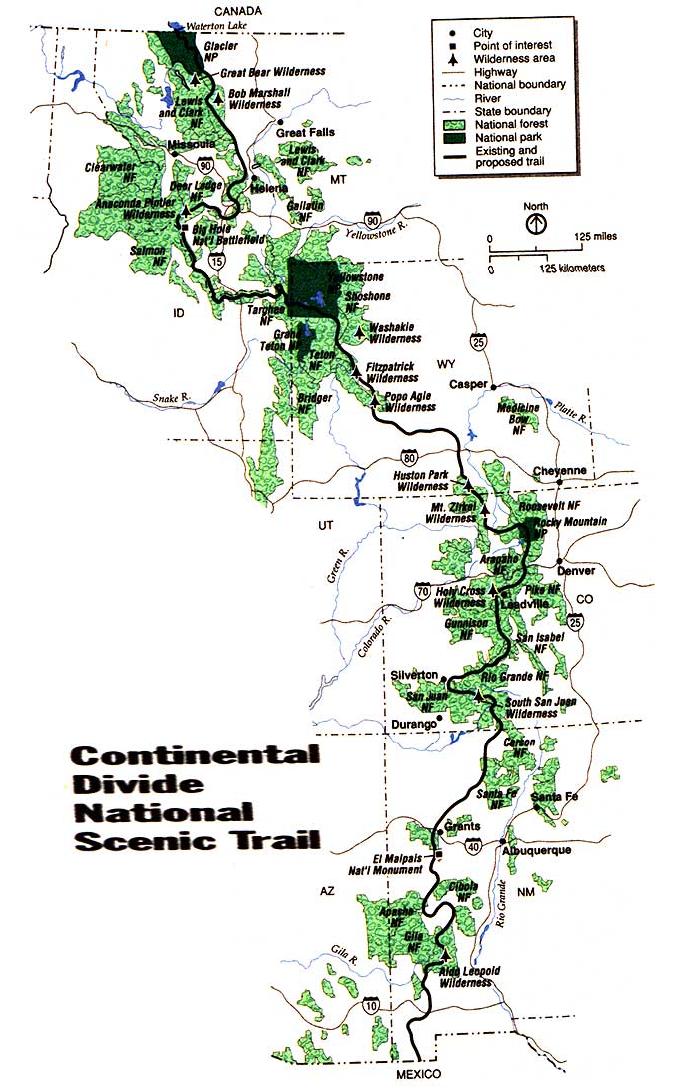 CANADA
Waterton Lake
Glacier
NP
Great Bear Wilderness
Bob Marshall
Wilderness
Lewis
and Clark
NF
Great Falls
Missoula
90
Lewis
and Clark
NF
MT
Clearwater
NF
Deer Lodge
NF
Helena
Anaconda Pintler
Wilderness
Gallatin
NF
90
Yellowstone R.
Big Hole
Nat'l Battlefield
Salmon
NF
15
ID
Yellowstone
NP
Shoshone
NF
Targhee
NF
Grand
Teton NP
Teton
NF
Washakie
Wilderness
25
WY
Fitzpatrick
Wilderness
Casper
Snake R.
Bridger
NF
Popo Agie
Wilderness
Medicine
Bow
NF
Platte R.
80
Cheyenne
Huston Park
Wilderness
Mt. Zirkel
Wilderness
Roosevelt NF
Rocky Mountain
NP
UT
Green R.
Arapaho
NF
Denver
70
Holy Cross
Wilderness
Pike NF
Leadville
CO
25
Colorado R.
Gunnison
NF
San Isabel
NF
Silverton
Rio Grande NF
San Juan
NF
South San Juan
Wilderness
Durango
Carson
NF
Santa Fe
NF
Santa Fe
Grants
40
Albuquerque
El Malpais
Nat'l Monument
AZ
Cibola
NF
NM
Rio Grande
Apache
NF
Gila
NF
Gila R.
Aldo Leopold
Wilderness
10
MEXICO
City
Point of interest
Wilderness area
Highway
National boundary
River
State boundary
National forest
National park
Existing and
proposed trail
North
0 125 miles
0 125 kilometers
Continental
Divide
National
Scenic Trail